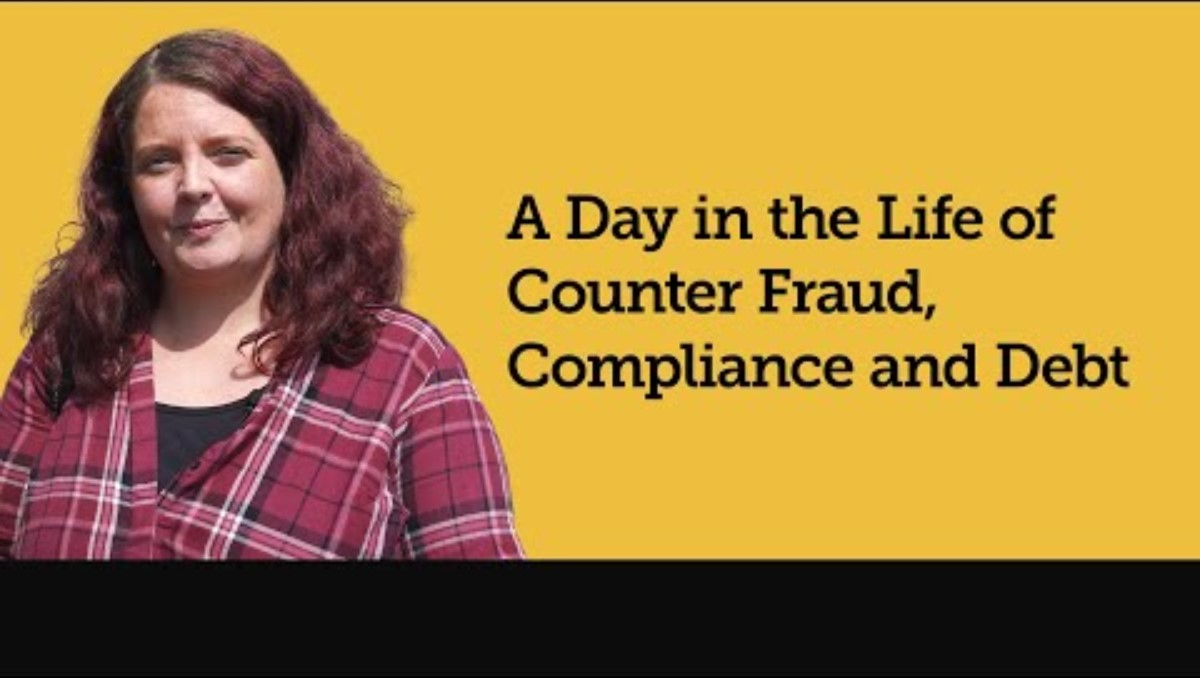 A Day in the Life of
Counter Fraud,
Compliance and Debt